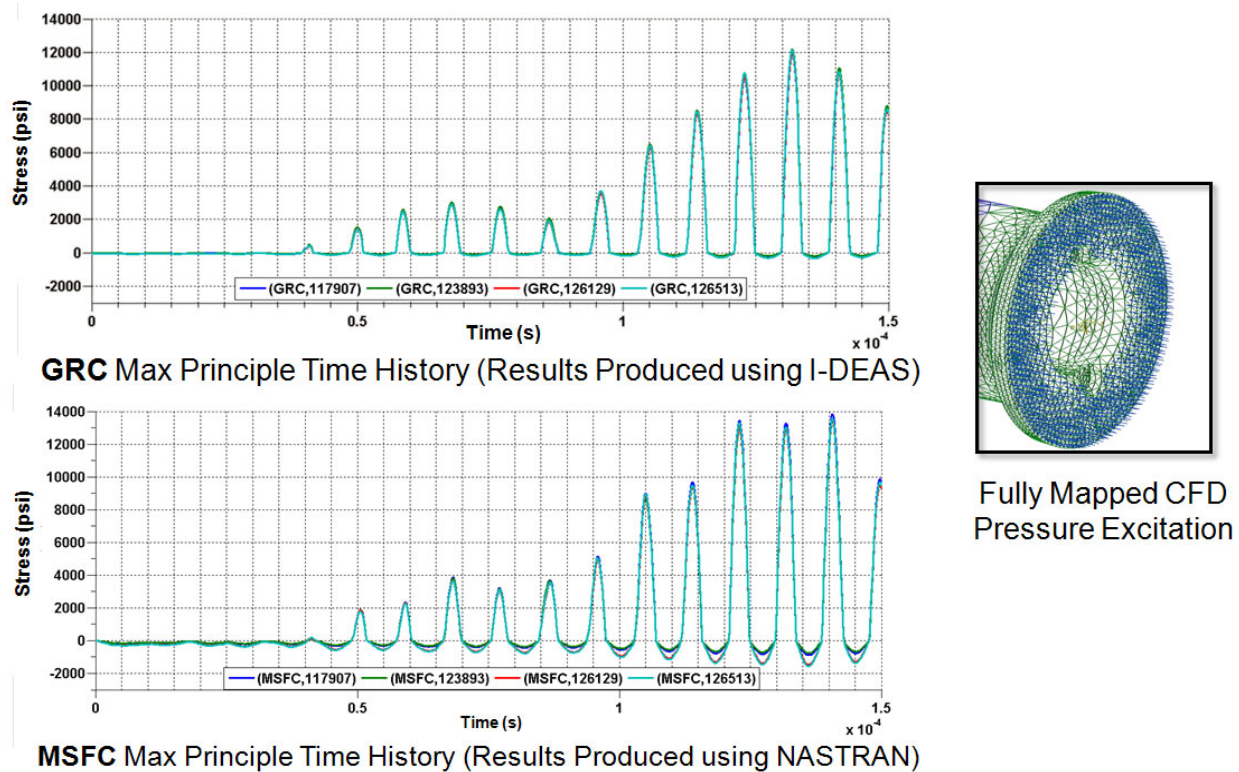 14000
12000
10000
8000
6000
4000
2000
0
-2000
Stress (psi)
(GRC,117907) (GRC,123893) (GRC,126129) (GRC,126513)
0 0.5 1 1.5
Time (s)
x 10⁻⁴
GRC Max Principle Time History (Results Produced using I-DEAS)
14000
12000
10000
8000
6000
4000
2000
0
-2000
Stress (psi)
(MSFC,117907) (MSFC,123893) (MSFC,126129) (MSFC,126513)
0 0.5 1 1.5
Time (s)
x 10⁻⁴
MSFC Max Principle Time History (Results Produced using NASTRAN)
Fully Mapped CFD
Pressure Excitation